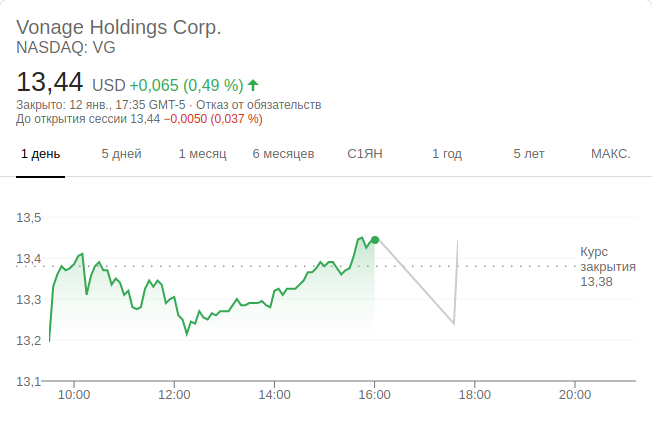 Vonage Holdings Corp.
NASDAQ: VG
13,44 USD +0,065 (0,49 %)
Закрыто: 12 янв., 17:35 GMT-5 · Отказ от обязательств
До открытия сессии 13,44 −0,0050 (0,037 %)
1 день 5 дней 1 месяц 6 месяцев С1ЯН 1 год 5 лет МАКС.
13,5
13,4
13,3
13,2
13,1
Курс
закрытия
13,38
10:00 12:00 14:00 16:00 18:00 20:00